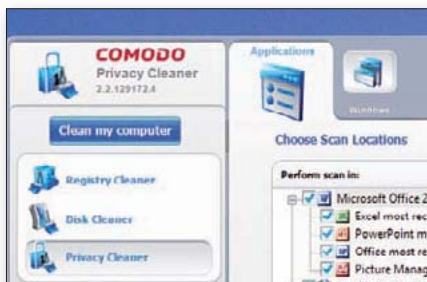 COMODO
Privacy Cleaner
2.2.129172.4
Clean my computer
Registry Cleaner
Disk Cleaner
Privacy Cleaner
Applications
Windows
Choose Scan Locations
Perform scan in:
Microsoft Office 2
Excel most rec
PowerPoint m
Office most re
Picture Manag